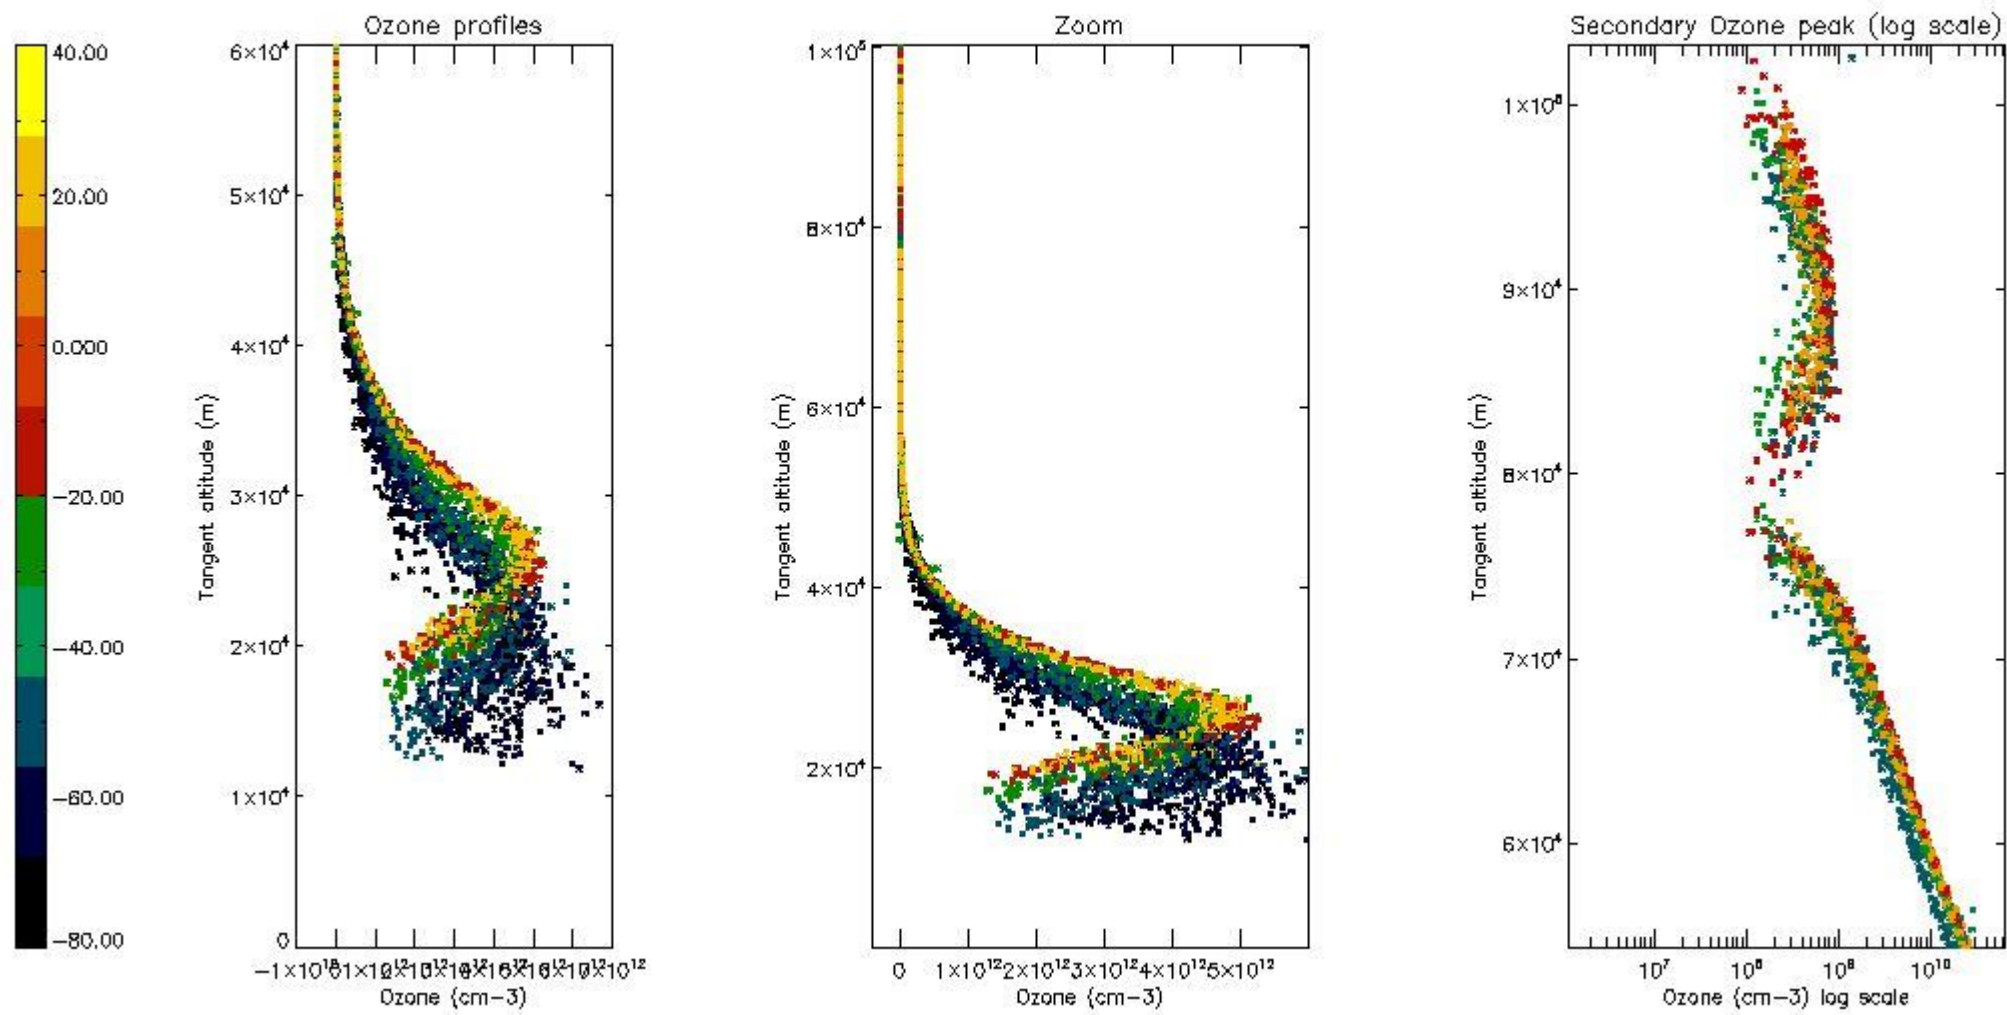 Ozone profiles
Zoom
Secondary Ozone peak (log scale)
40.00
20.00
0.000
−20.00
−40.00
−60.00
−80.00
6×10⁴
5×10⁴
4×10⁴
3×10⁴
2×10⁴
1×10⁴
0
Tangent altitude (m)
Ozone (cm−3)
1×10⁵
8×10⁴
6×10⁴
4×10⁴
2×10⁴
Tangent altitude (m)
0 1×10¹² 2×10¹² 3×10¹² 4×10¹² 5×10¹²
Ozone (cm−3)
9×10⁴
8×10⁴
7×10⁴
6×10⁴
Tangent altitude (m)
10⁷ 10⁸ 10⁹ 10¹⁰
Ozone (cm−3) log scale